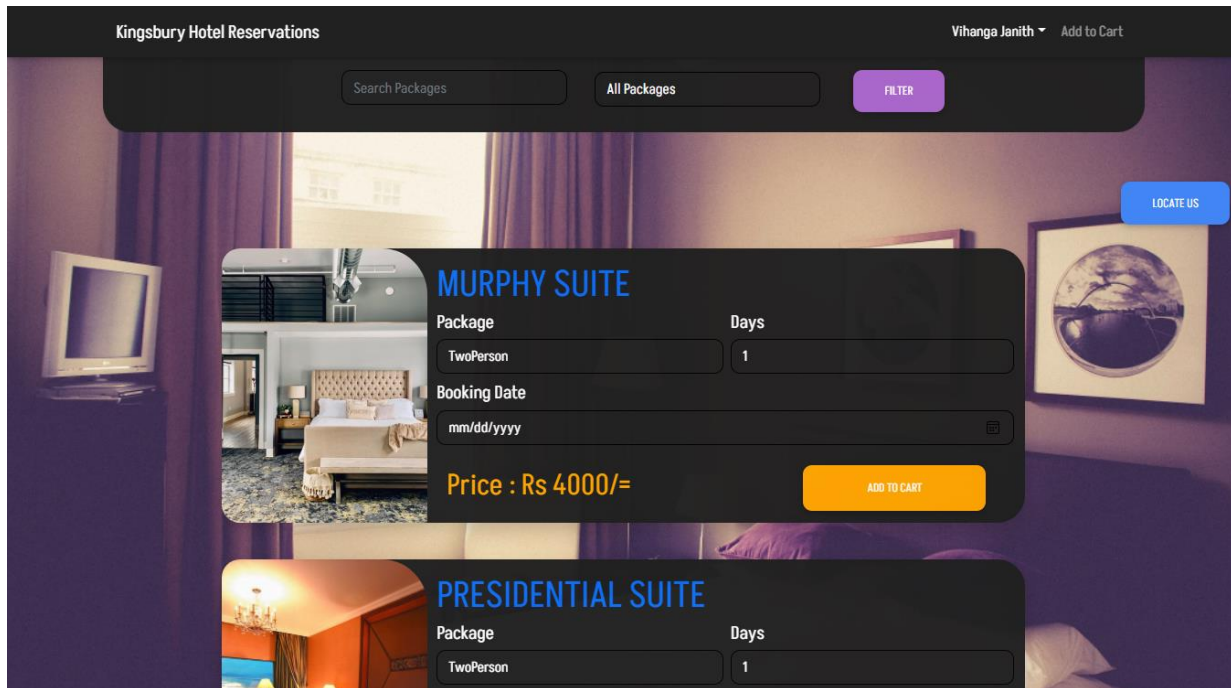 Kingsbury Hotel Reservations Vihanga Janith Add to Cart
Search Packages All Packages FILTER
LOCATE US
MURPHY SUITE
Package Days
TwoPerson 1
Booking Date
mm/dd/yyyy
Price : Rs 4000/= ADD TO CART
PRESIDENTIAL SUITE
Package Days
TwoPerson 1